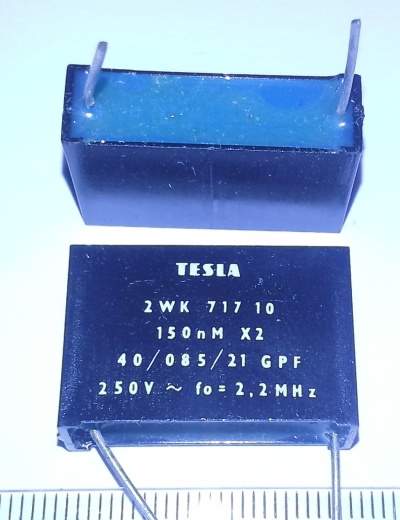 TESLA
2WK 717 10
150nM X2
40/085/21 GPF
250V ~ fo = 2,2MHz